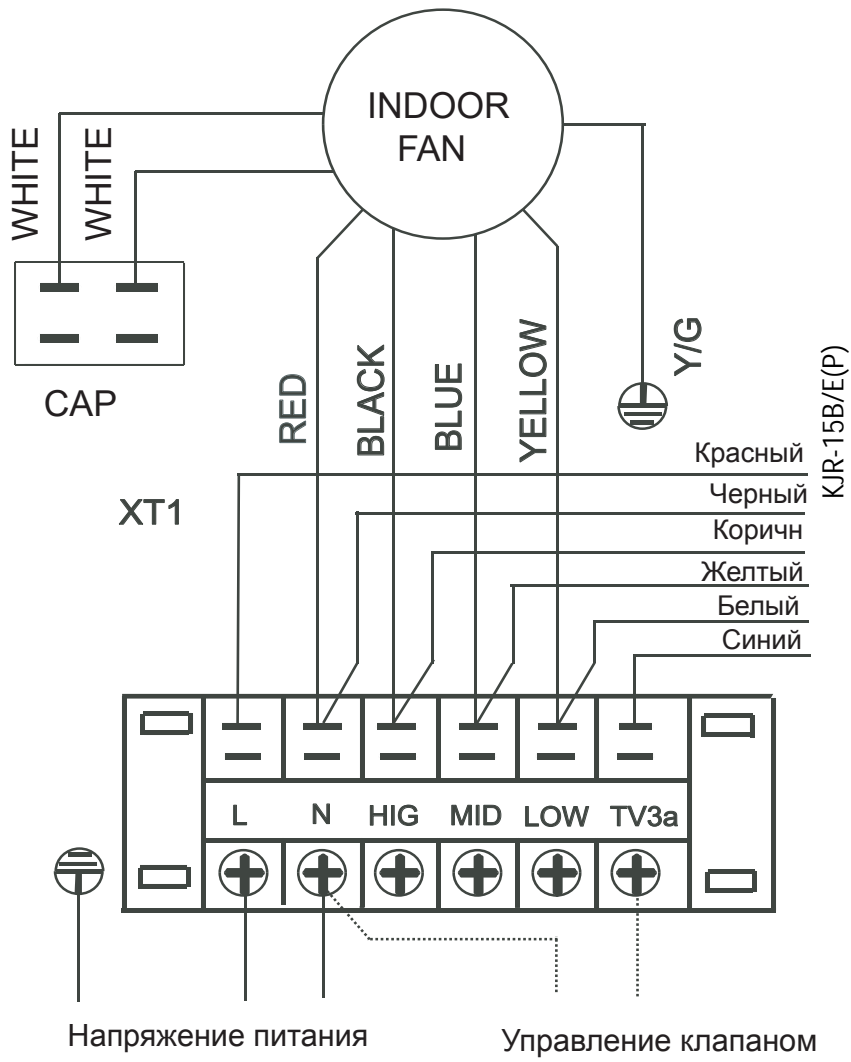 INDOOR
FAN
WHITE
WHITE
CAP
RED
BLACK
BLUE
YELLOW
Y/G
KJR-15B/E(P)
Красный
Черный
Коричн
Желтый
Белый
Синий
XT1
L N HIG MID LOW TV3a
Напряжение питания
Управление клапаном